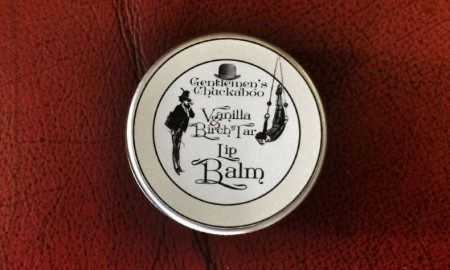 Gentlemen's
Chuckaboo
Vanilla
&
Birch Tar
Lip
Balm